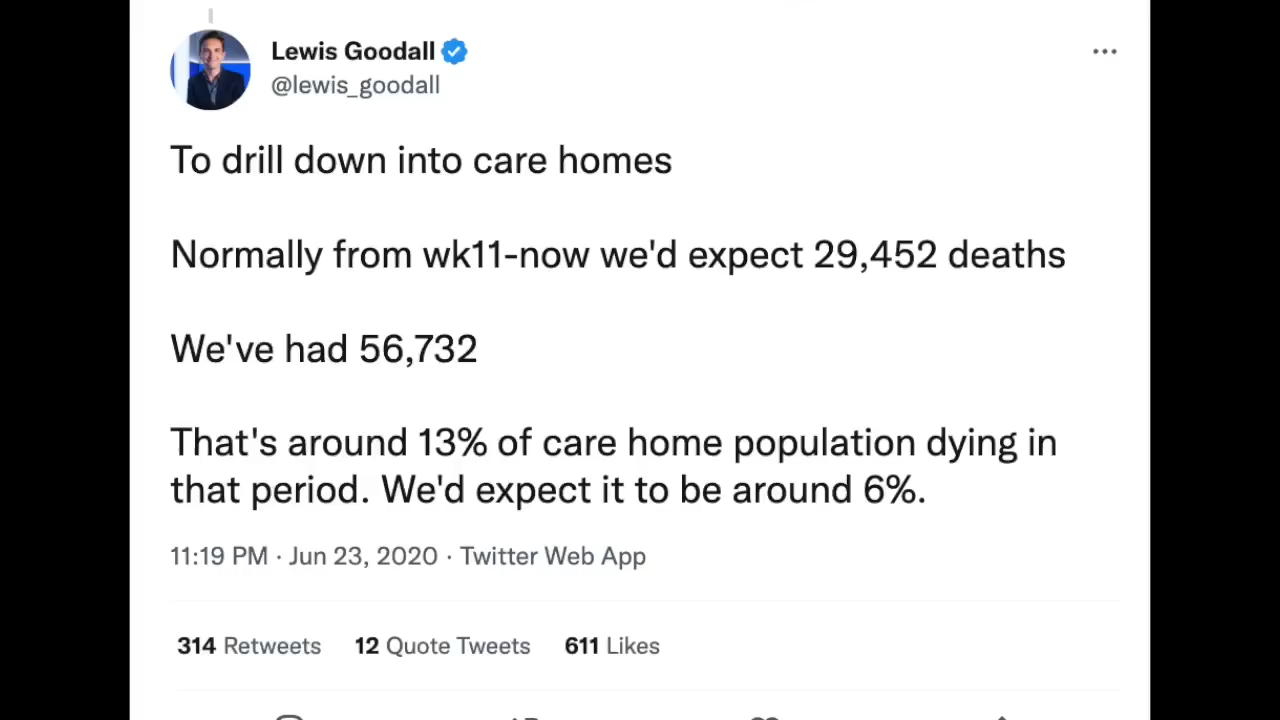 Lewis Goodall
@lewis_goodall
To drill down into care homes
Normally from wk11-now we'd expect 29,452 deaths
We've had 56,732
That's around 13% of care home population dying in
that period. We'd expect it to be around 6%.
11:19 PM · Jun 23, 2020 · Twitter Web App
314 Retweets 12 Quote Tweets 611 Likes